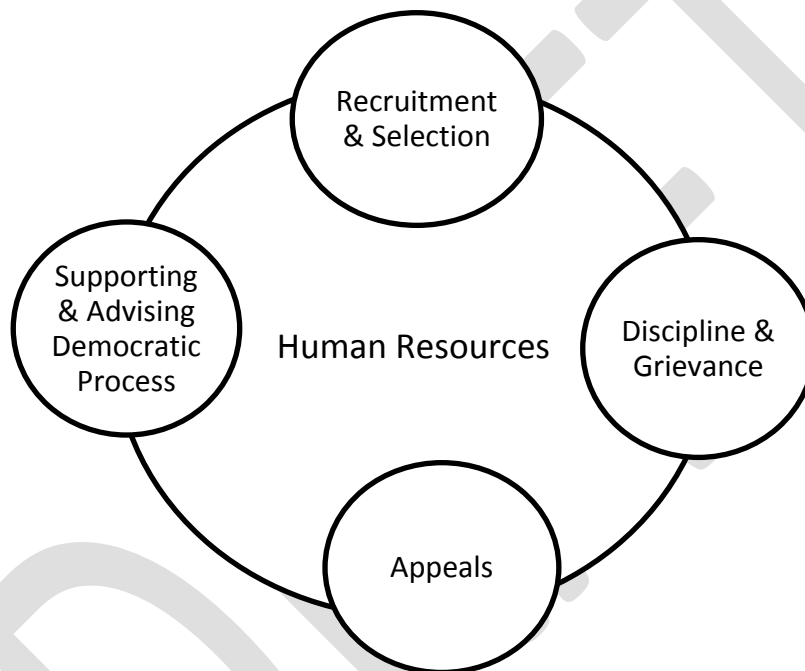 Recruitment
& Selection
Supporting
& Advising
Democratic
Process
Human Resources
Discipline &
Grievance
Appeals